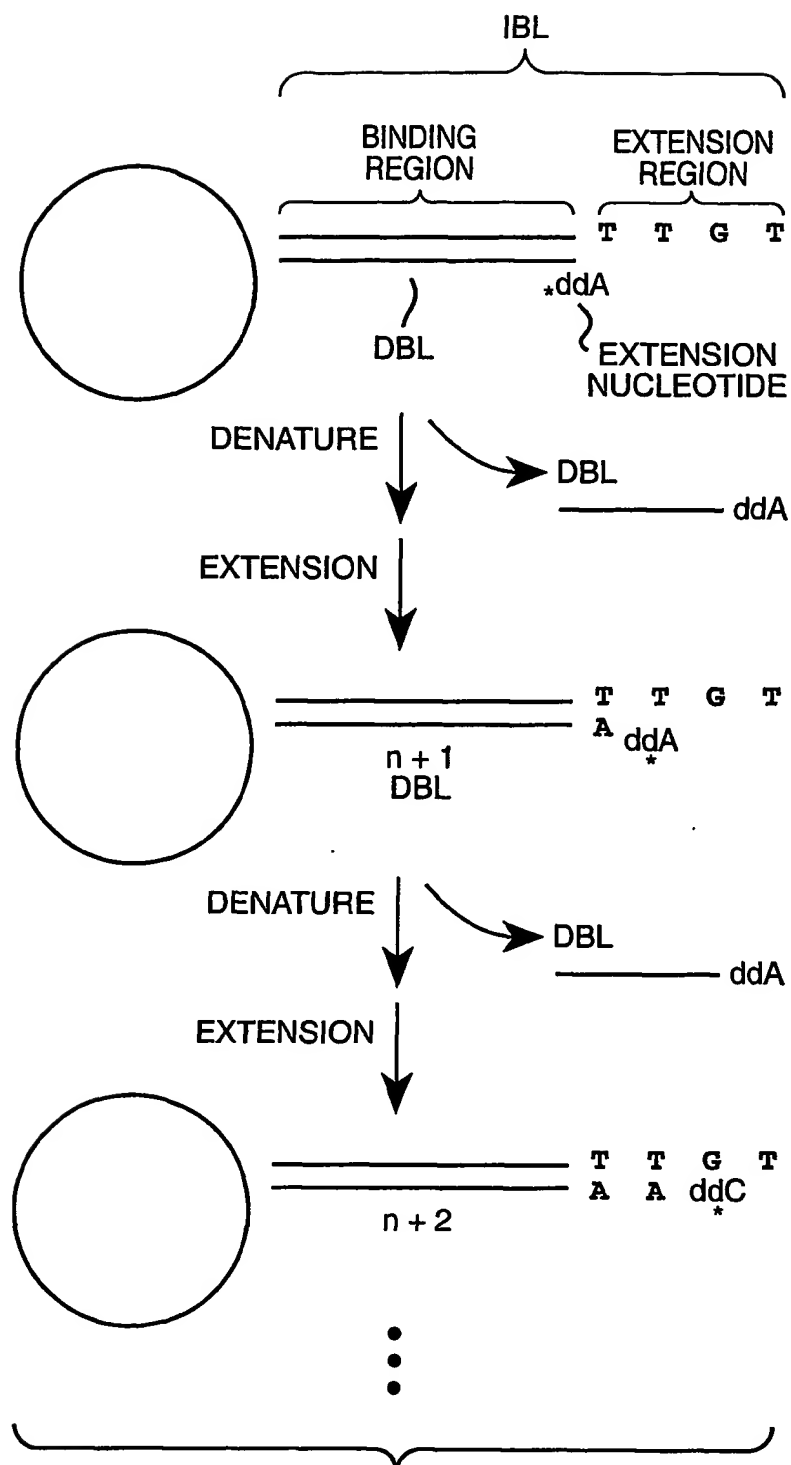 IBL
BINDING
REGION
EXTENSION
REGION
T T G T
*ddA
DBL
EXTENSION
NUCLEOTIDE
DENATURE
DBL
ddA
EXTENSION
T T G T
A ddA
*
n + 1
DBL
DENATURE
DBL
ddA
EXTENSION
T T G T
A A ddC
*
n + 2